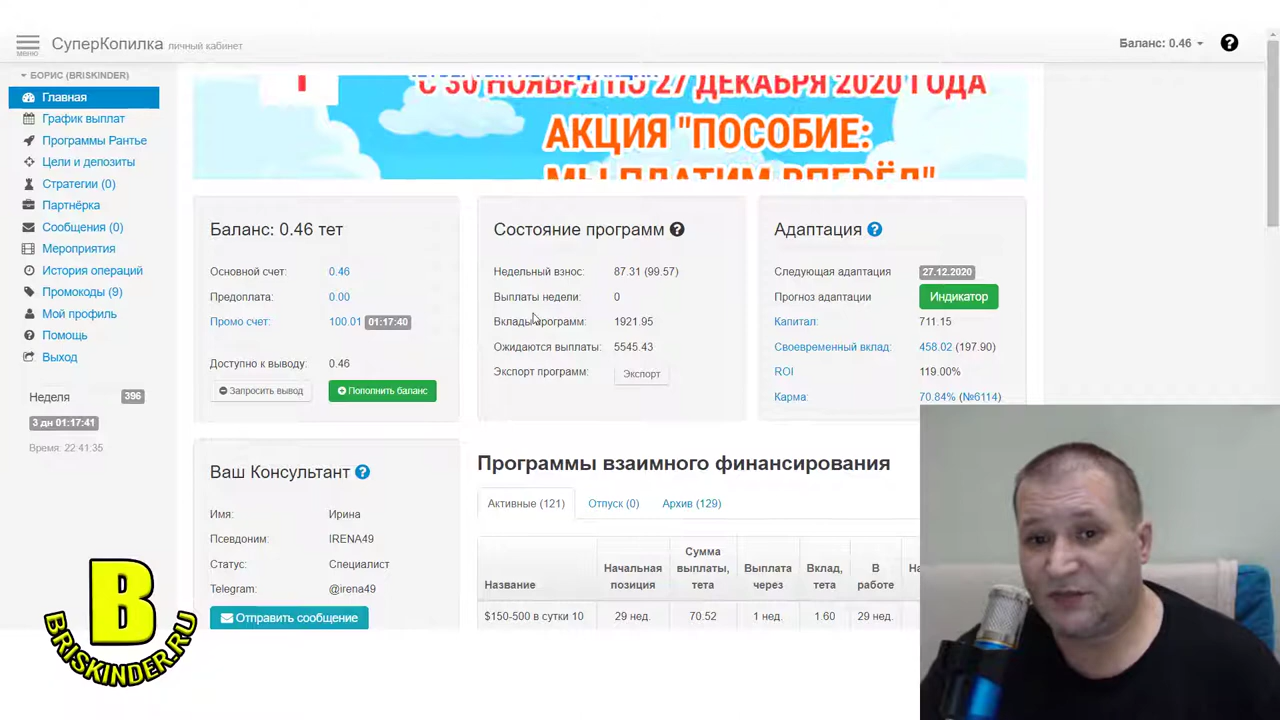 СуперКопилка личный кабинет
меню
Баланс: 0.46
БОРИС (BRISKINDER)
Главная
График выплат
Программы Рантье
Цели и депозиты
Стратегии (0)
Партнёрка
Сообщения (0)
Мероприятия
История операций
Промокоды (9)
Мой профиль
Помощь
Выход
Неделя 396
3 дн 01:17:41
Время: 22:41:35
С 30 НОЯБРЯ ПО 27 ДЕКАБРЯ 2020 ГОДА
АКЦИЯ "ПОСОБИЕ:
МЫ ПЛАТИМ ВПЕРЁД"
Баланс: 0.46 тет
Основной счет: 0.46
Предоплата: 0.00
Промо счет: 100.01 01:17:40
Доступно к выводу: 0.46
Запросить вывод Пополнить баланс
Состояние программ
Недельный взнос: 87.31 (99.57)
Выплаты недели: 0
Вклады программ: 1921.95
Ожидаются выплаты: 5545.43
Экспорт программ: Экспорт
Адаптация
Следующая адаптация 27.12.2020
Прогноз адаптации Индикатор
Капитал: 711.15
Своевременный вклад: 458.02 (197.90)
ROI 119.00%
Карма: 70.84% (№6114)
Ваш Консультант
Имя: Ирина
Псевдоним: IRENA49
Статус: Специалист
Telegram: @irena49
Отправить сообщение
Программы взаимного финансирования
Активные (121) Отпуск (0) Архив (129)
Название Начальная позиция Сумма выплаты, тета Выплата через Вклад, тета В работе
$150-500 в сутки 10 29 нед. 70.52 1 нед. 1.60 29 нед.
B
BRISKINDER.RU